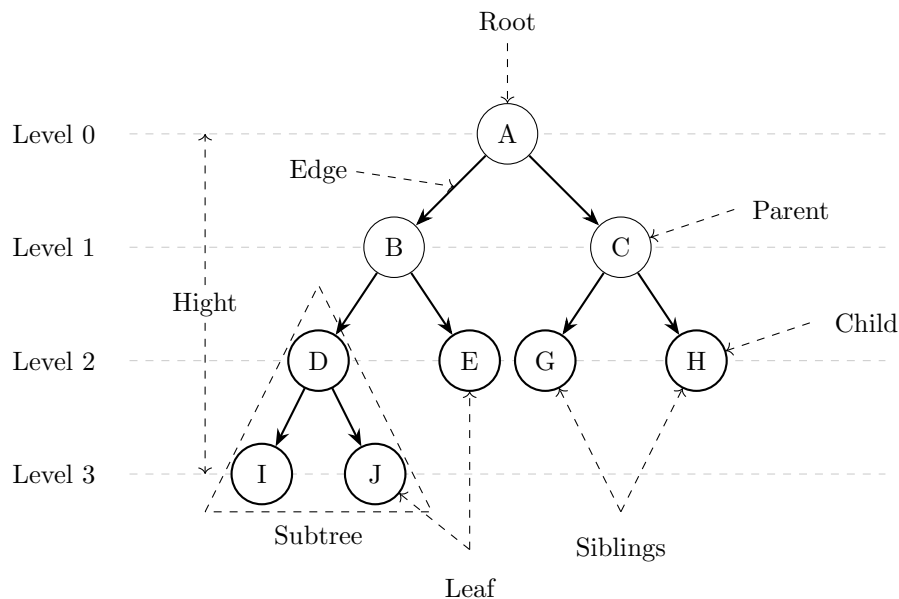 Root
Level 0
A
Edge
Parent
Level 1
B
C
Hight
Child
Level 2
D
E
G
H
Level 3
I
J
Subtree
Siblings
Leaf